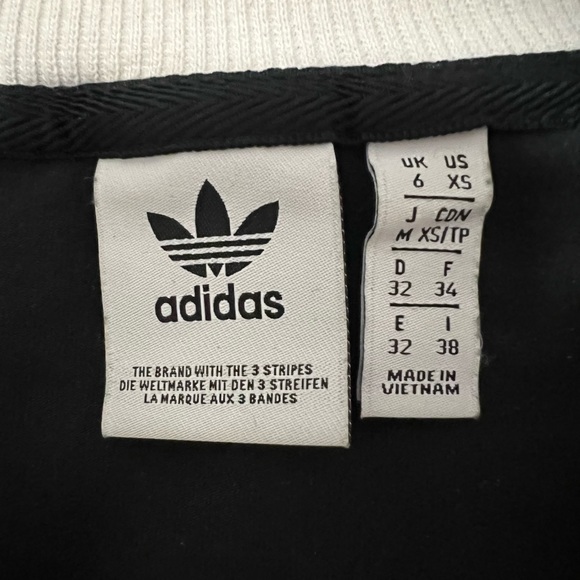 adidas
THE BRAND WITH THE 3 STRIPES
DIE WELTMARKE MIT DEN 3 STREIFEN
LA MARQUE AUX 3 BANDES
UK US
6 XS
J CDN
M XS/TP
D F
32 34
E I
32 38
MADE IN
VIETNAM